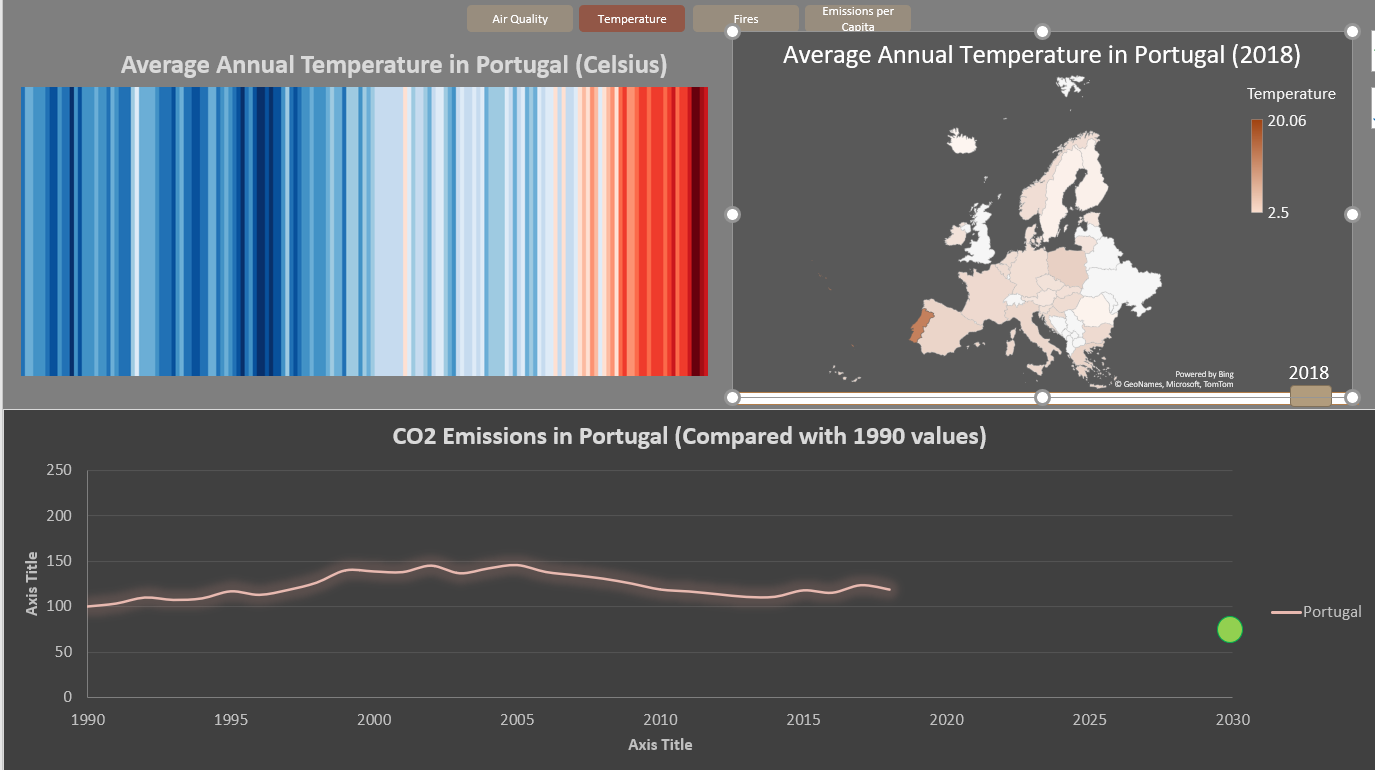 Air Quality
Temperature
Fires
Emissions per
Capita
Average Annual Temperature in Portugal (Celsius)
Average Annual Temperature in Portugal (2018)
Temperature
20.06
2.5
Powered by Bing
© GeoNames, Microsoft, TomTom
2018
CO2 Emissions in Portugal (Compared with 1990 values)
250
200
150
100
50
0
Axis Title
1990
1995
2000
2005
2010
2015
2020
2025
2030
Axis Title
Portugal